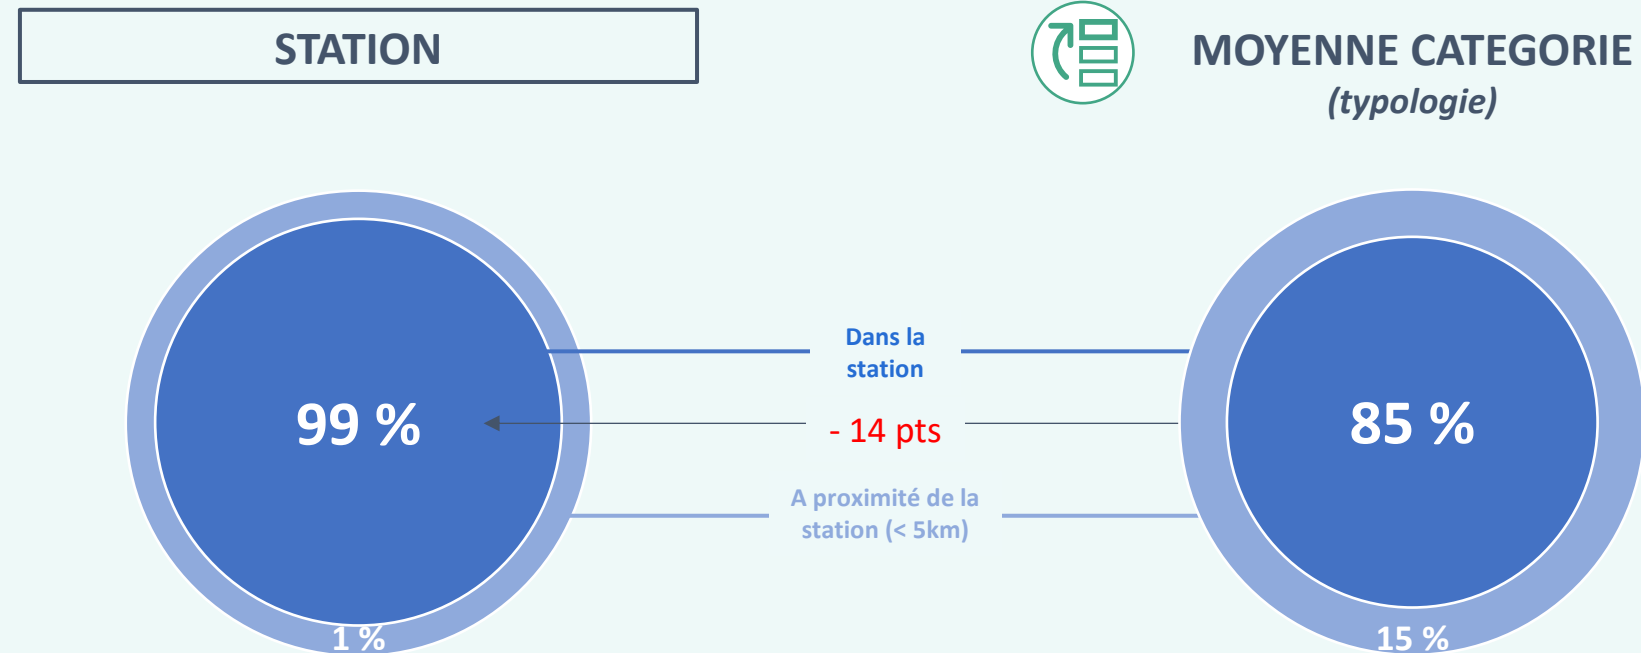 STATION
MOYENNE CATEGORIE
(typologie)
Dans la
station
99 %
- 14 pts
85 %
A proximité de la
station (< 5km)
1 %
15 %